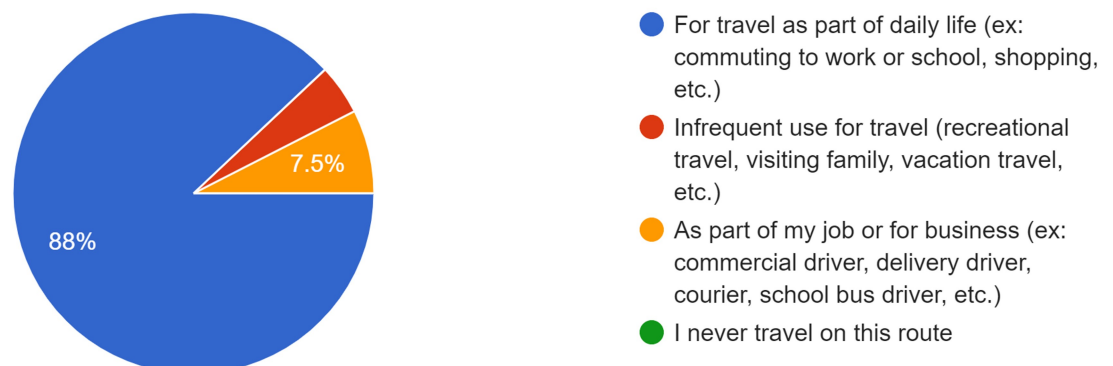 7.5%
88%
For travel as part of daily life (ex:
commuting to work or school, shopping,
etc.)
Infrequent use for travel (recreational
travel, visiting family, vacation travel,
etc.)
As part of my job or for business (ex:
commercial driver, delivery driver,
courier, school bus driver, etc.)
I never travel on this route